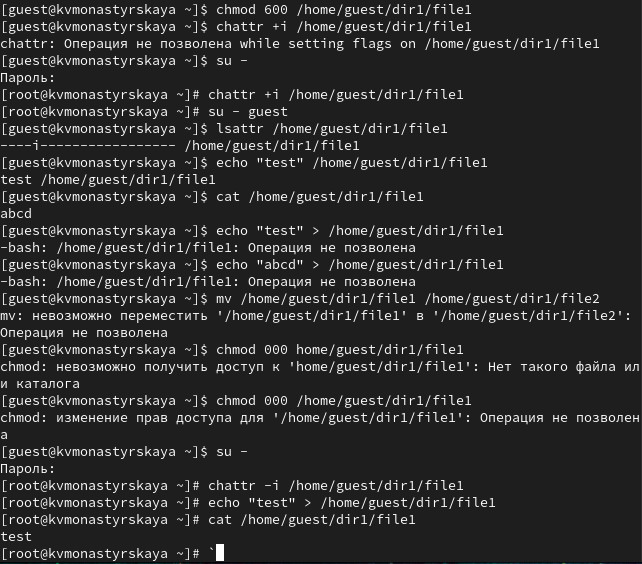 [guest@kvmonastyrskaya ~]$ chmod 600 /home/guest/dir1/file1
[guest@kvmonastyrskaya ~]$ chattr +i /home/guest/dir1/file1
chattr: Операция не позволена while setting flags on /home/guest/dir1/file1
[guest@kvmonastyrskaya ~]$ su -
Пароль:
[root@kvmonastyrskaya ~]# chattr +i /home/guest/dir1/file1
[root@kvmonastyrskaya ~]# su - guest
[guest@kvmonastyrskaya ~]$ lsattr /home/guest/dir1/file1
----i----------------- /home/guest/dir1/file1
[guest@kvmonastyrskaya ~]$ echo "test" /home/guest/dir1/file1
test /home/guest/dir1/file1
[guest@kvmonastyrskaya ~]$ cat /home/guest/dir1/file1
abcd
[guest@kvmonastyrskaya ~]$ echo "test" > /home/guest/dir1/file1
-bash: /home/guest/dir1/file1: Операция не позволена
[guest@kvmonastyrskaya ~]$ echo "abcd" > /home/guest/dir1/file1
-bash: /home/guest/dir1/file1: Операция не позволена
[guest@kvmonastyrskaya ~]$ mv /home/guest/dir1/file1 /home/guest/dir1/file2
mv: невозможно переместить '/home/guest/dir1/file1' в '/home/guest/dir1/file2':
Операция не позволена
[guest@kvmonastyrskaya ~]$ chmod 000 home/guest/dir1/file1
chmod: невозможно получить доступ к 'home/guest/dir1/file1': Нет такого файла ил
и каталога
[guest@kvmonastyrskaya ~]$ chmod 000 /home/guest/dir1/file1
chmod: изменение прав доступа для '/home/guest/dir1/file1': Операция не позволен
а
[guest@kvmonastyrskaya ~]$ su -
Пароль:
[root@kvmonastyrskaya ~]# chattr -i /home/guest/dir1/file1
[root@kvmonastyrskaya ~]# echo "test" > /home/guest/dir1/file1
[root@kvmonastyrskaya ~]# cat /home/guest/dir1/file1
test
[root@kvmonastyrskaya ~]# `